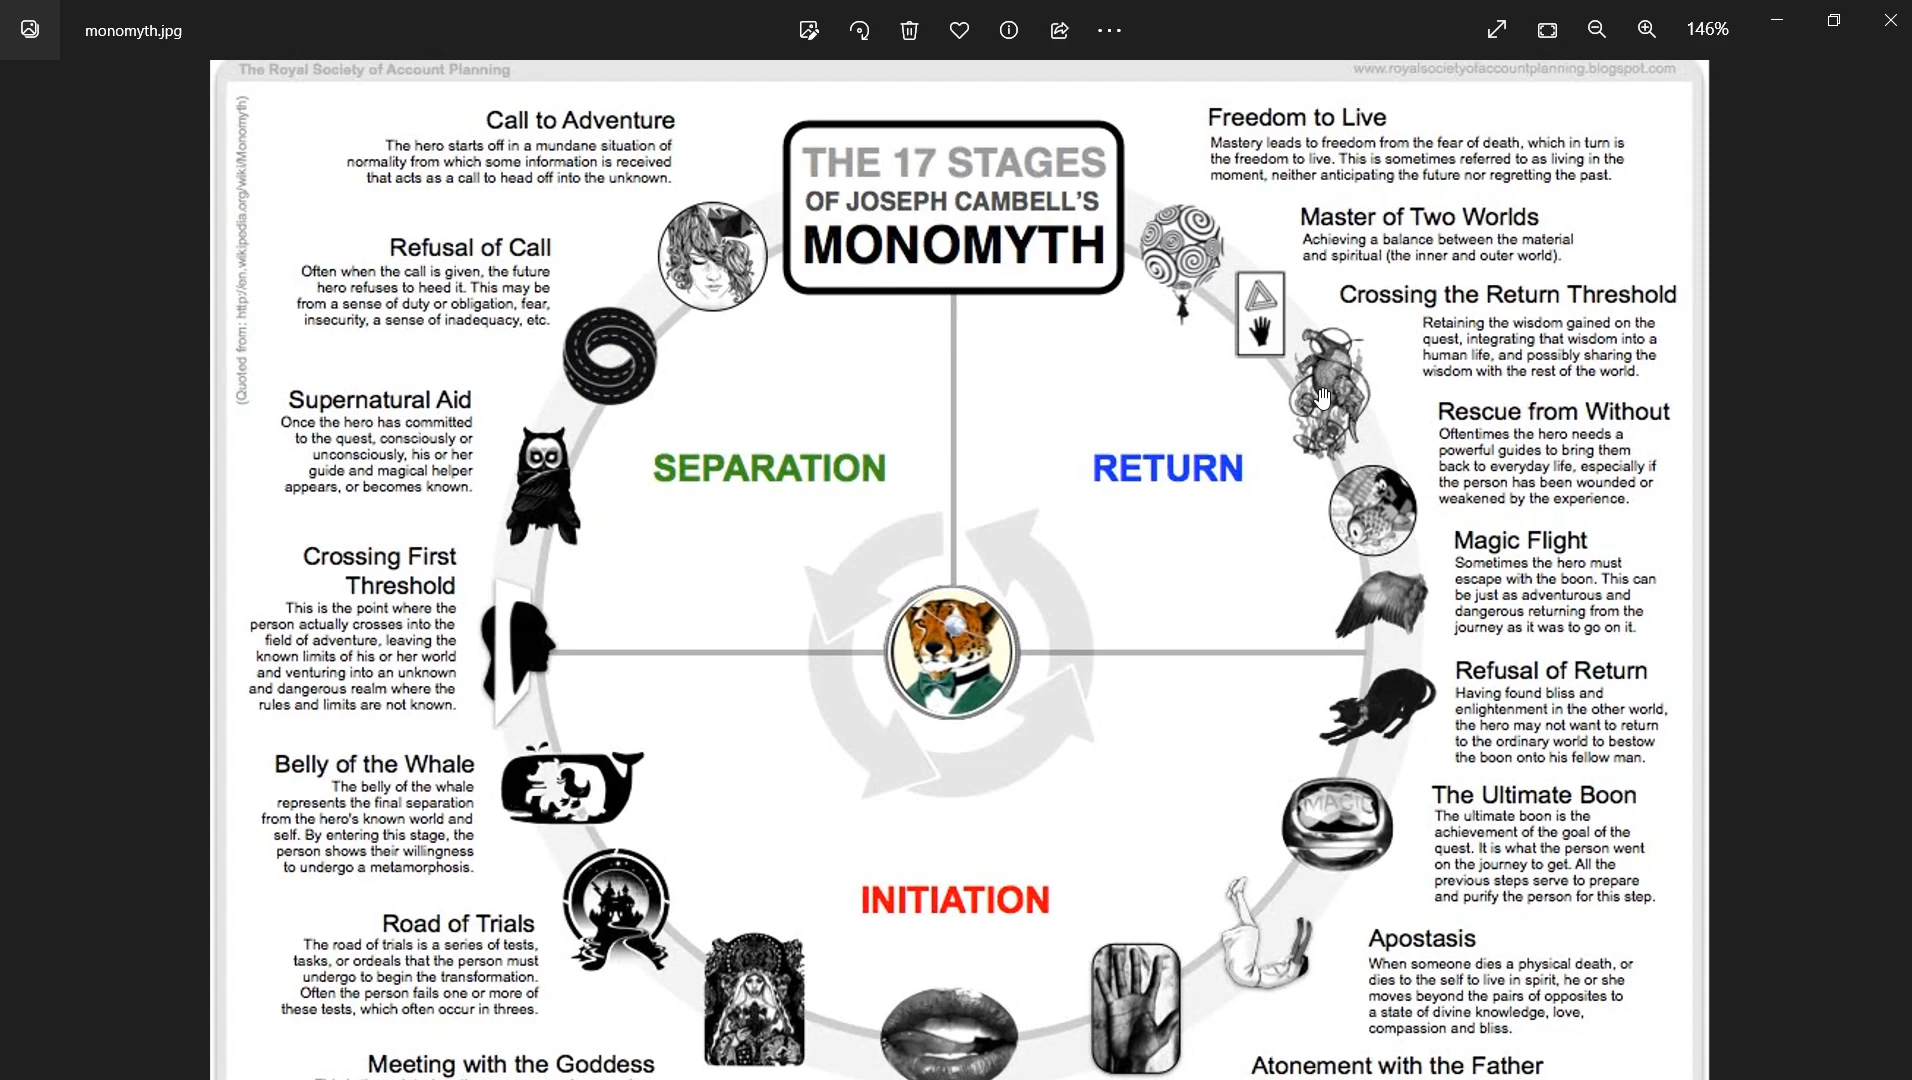 monomyth.jpg
146%
The Royal Society of Account Planning
www.royalsocietyofaccountplanning.blogspot.com
(Quoted from: http://en.wikipedia.org/wiki/Monomyth)
THE 17 STAGES
OF JOSEPH CAMBELL'S
MONOMYTH
Call to Adventure
The hero starts off in a mundane situation of
normality from which some information is received
that acts as a call to head off into the unknown.
Refusal of Call
Often when the call is given, the future
hero refuses to heed it. This may be
from a sense of duty or obligation, fear,
insecurity, a sense of inadequacy, etc.
Supernatural Aid
Once the hero has committed
to the quest, consciously or
unconsciously, his or her
guide and magical helper
appears, or becomes known.
Crossing First
Threshold
This is the point where the
person actually crosses into the
field of adventure, leaving the
known limits of his or her world
and venturing into an unknown
and dangerous realm where the
rules and limits are not known.
Belly of the Whale
The belly of the whale
represents the final separation
from the hero's known world and
self. By entering this stage, the
person shows their willingness
to undergo a metamorphosis.
Road of Trials
The road of trials is a series of tests,
tasks, or ordeals that the person must
undergo to begin the transformation.
Often the person fails one or more of
these tests, which often occur in threes.
Meeting with the Goddess
SEPARATION
RETURN
INITIATION
Freedom to Live
Mastery leads to freedom from the fear of death, which in turn is
the freedom to live. This is sometimes referred to as living in the
moment, neither anticipating the future nor regretting the past.
Master of Two Worlds
Achieving a balance between the material
and spiritual (the inner and outer world).
Crossing the Return Threshold
Retaining the wisdom gained on the
quest, integrating that wisdom into a
human life, and possibly sharing the
wisdom with the rest of the world.
Rescue from Without
Oftentimes the hero needs a
powerful guides to bring them
back to everyday life, especially if
the person has been wounded or
weakened by the experience.
Magic Flight
Sometimes the hero must
escape with the boon. This can
be just as adventurous and
dangerous returning from the
journey as it was to go on it.
Refusal of Return
Having found bliss and
enlightenment in the other world,
the hero may not want to return
to the ordinary world to bestow
the boon onto his fellow man.
The Ultimate Boon
The ultimate boon is the
achievement of the goal of the
quest. It is what the person went
on the journey to get. All the
previous steps serve to prepare
and purify the person for this step.
MAGIC
Apostasis
When someone dies a physical death, or
dies to the self to live in spirit, he or she
moves beyond the pairs of opposites to
a state of divine knowledge, love,
compassion and bliss.
Atonement with the Father